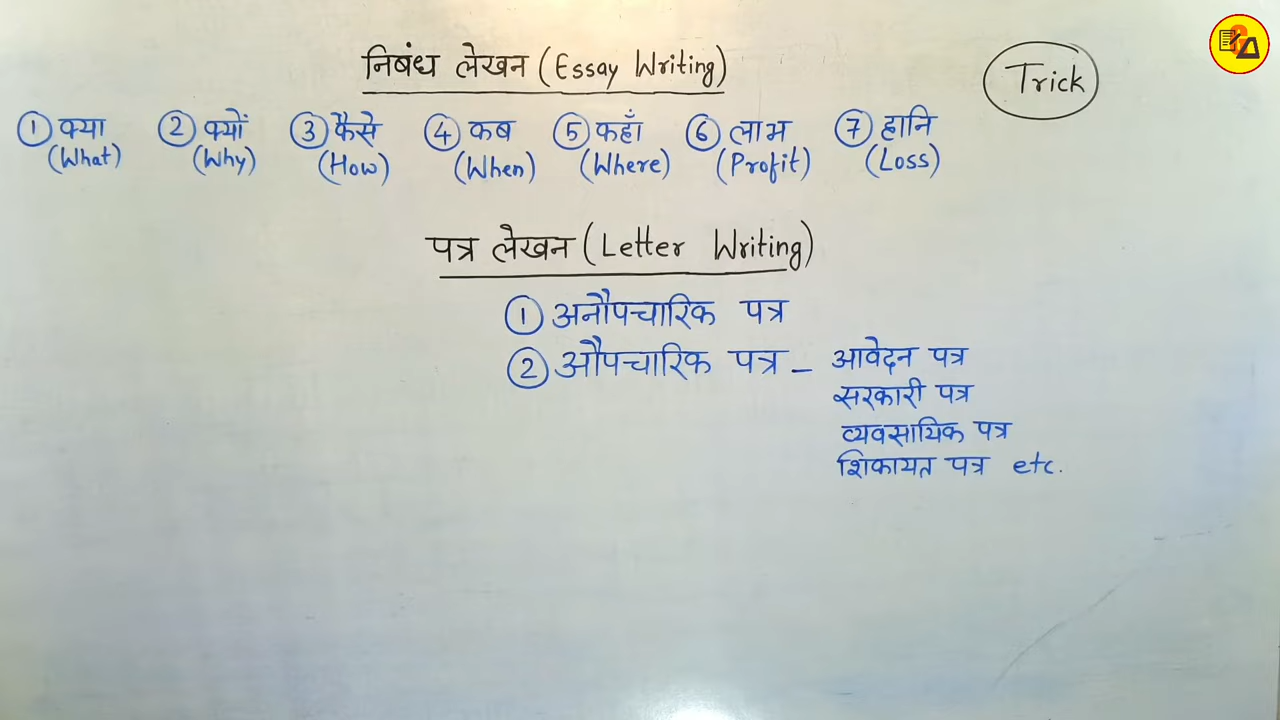 निबंध लेखन (Essay Writing)
Trick
① क्या ② क्यों ③ कैसे ④ कब ⑤ कहाँ ⑥ लाभ ⑦ हानि
(What) (Why) (How) (When) (Where) (Profit) (Loss)
पत्र लेखन (Letter Writing)
① अनौपचारिक पत्र
② औपचारिक पत्र – आवेदन पत्र
सरकारी पत्र
व्यवसायिक पत्र
शिकायत पत्र etc.